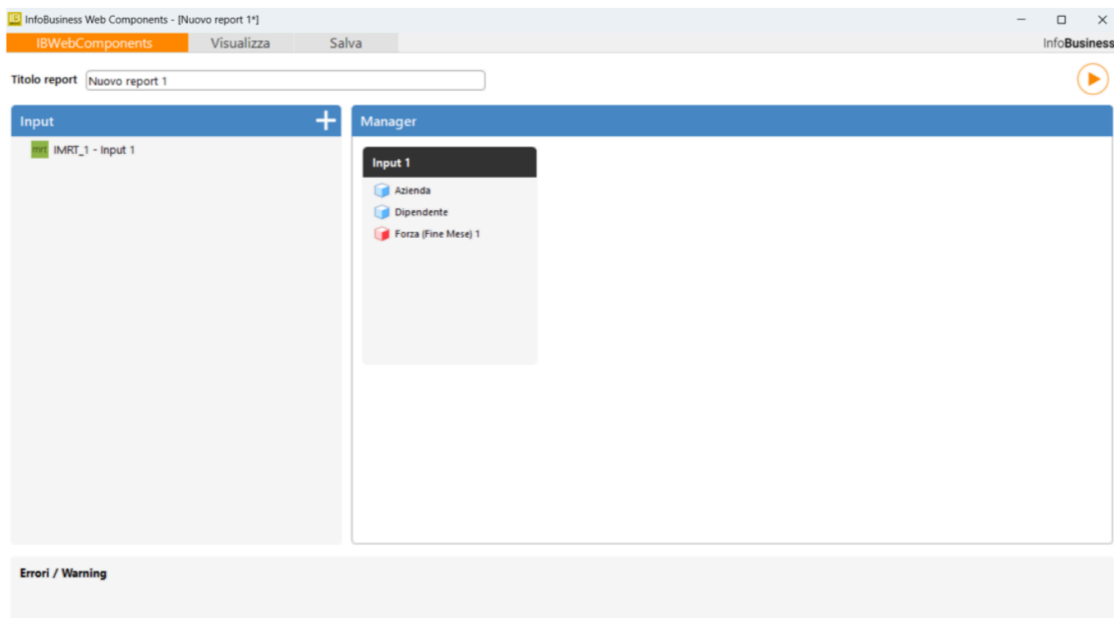 InfoBusiness Web Components - [Nuovo report 1*]
IBWebComponents Visualizza Salva InfoBusiness
Titolo report Nuovo report 1
Input
mrt IMRT_1 - Input 1
Manager
Input 1
Azienda
Dipendente
Forza (Fine Mese) 1
Errori / Warning